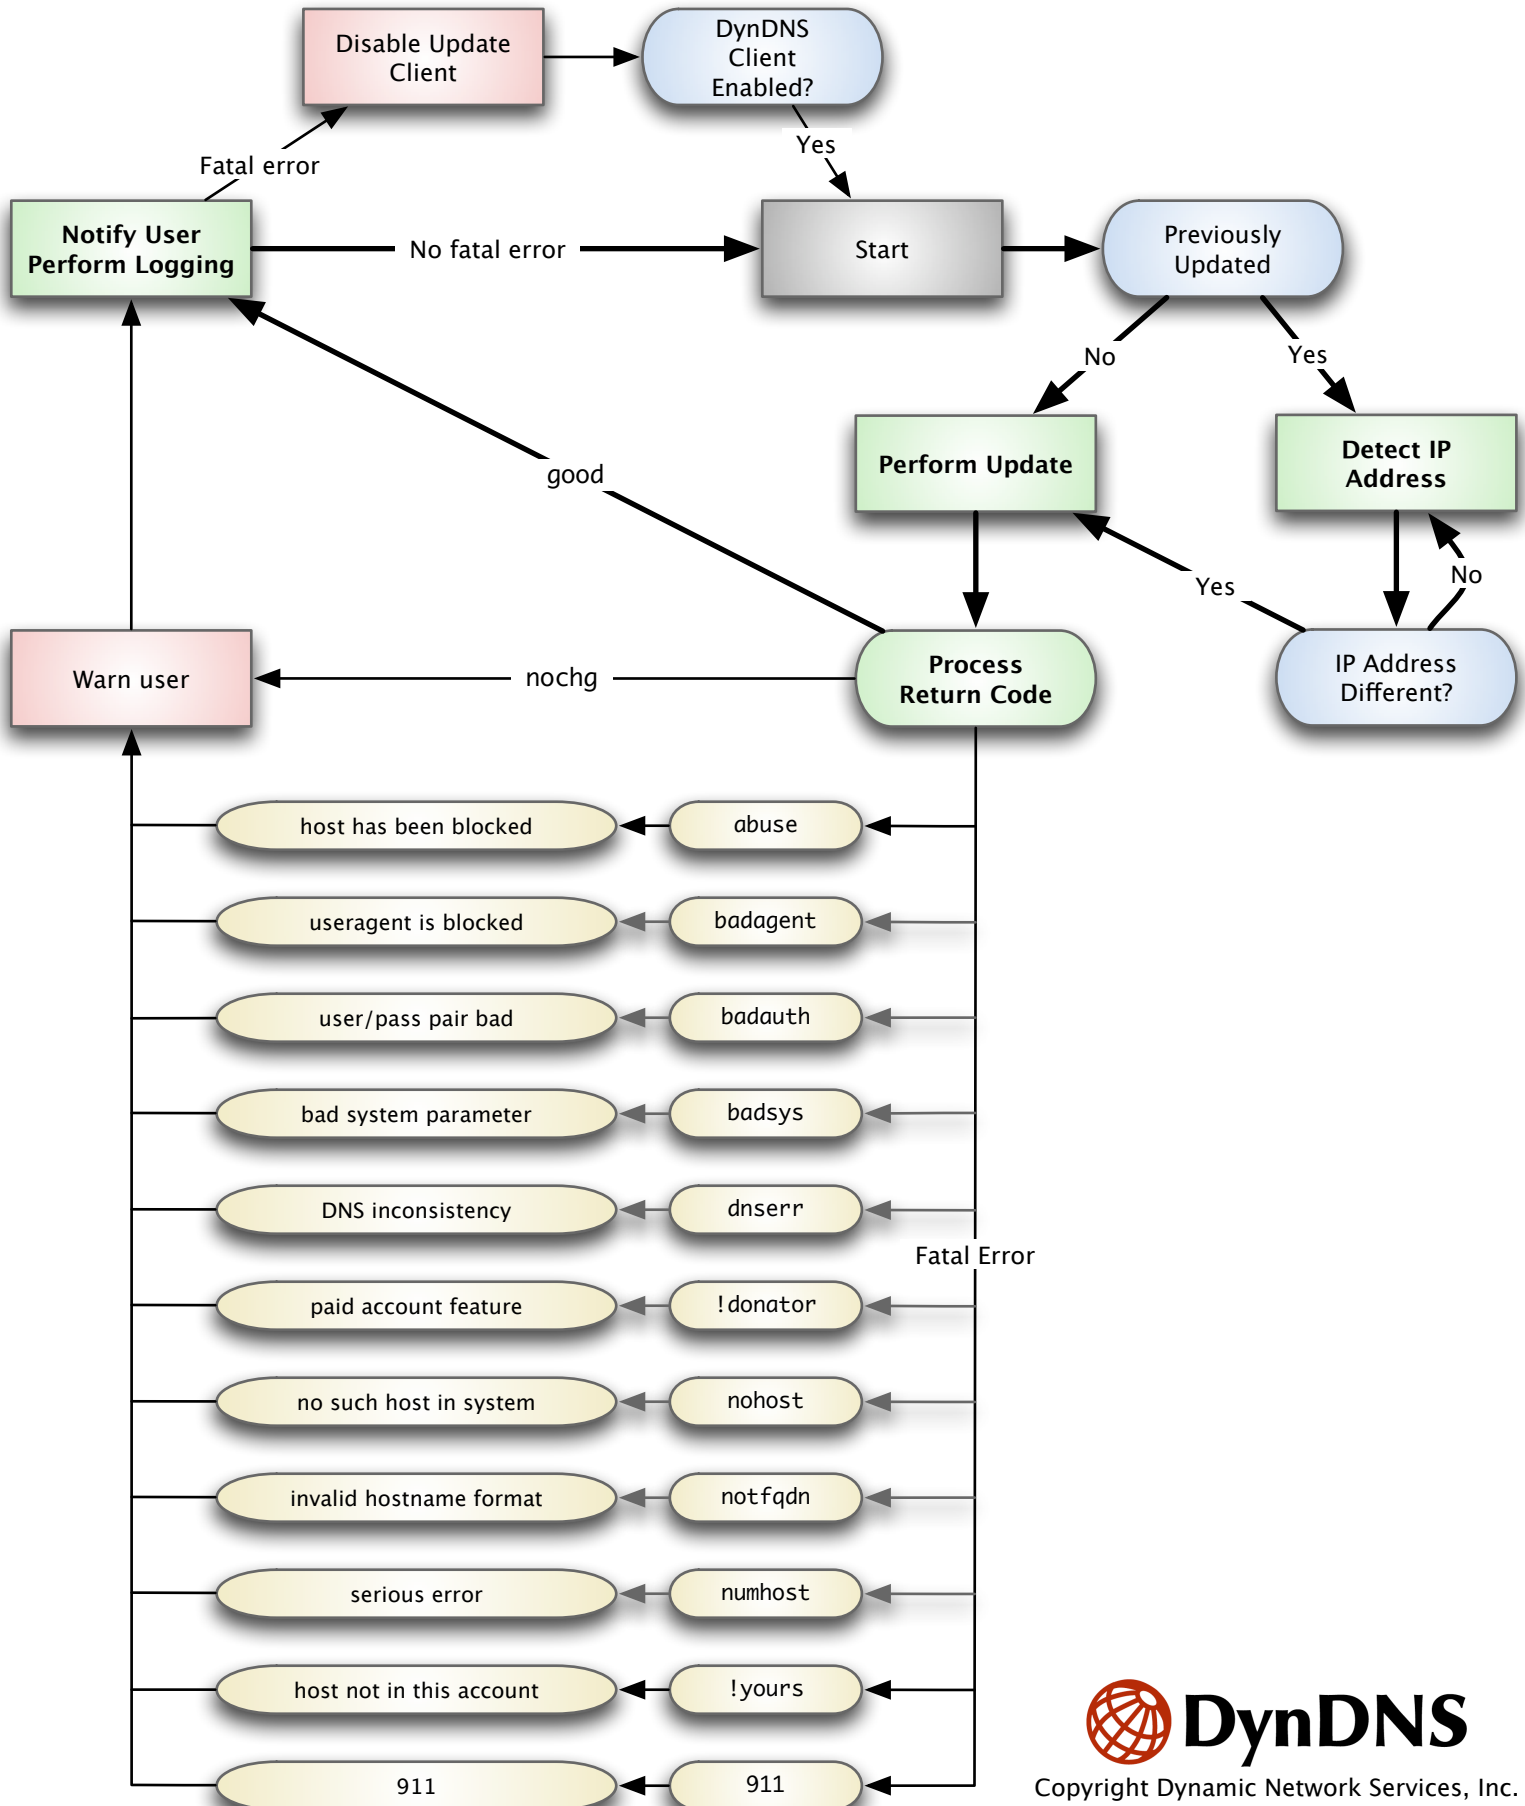 Disable Update
Client
DynDNS
Client
Enabled?
Fatal error
Yes
Notify User
Perform Logging
No fatal error
Start
Previously
Updated
No
Yes
good
Perform Update
Detect IP
Address
Yes
No
Warn user
nochg
Process
Return Code
IP Address
Different?
host has been blocked
abuse
useragent is blocked
badagent
user/pass pair bad
badauth
bad system parameter
badsys
DNS inconsistency
dnserr
Fatal Error
paid account feature
!donator
no such host in system
nohost
invalid hostname format
notfqdn
serious error
numhost
host not in this account
!yours
911
911
DynDNS
Copyright Dynamic Network Services, Inc.